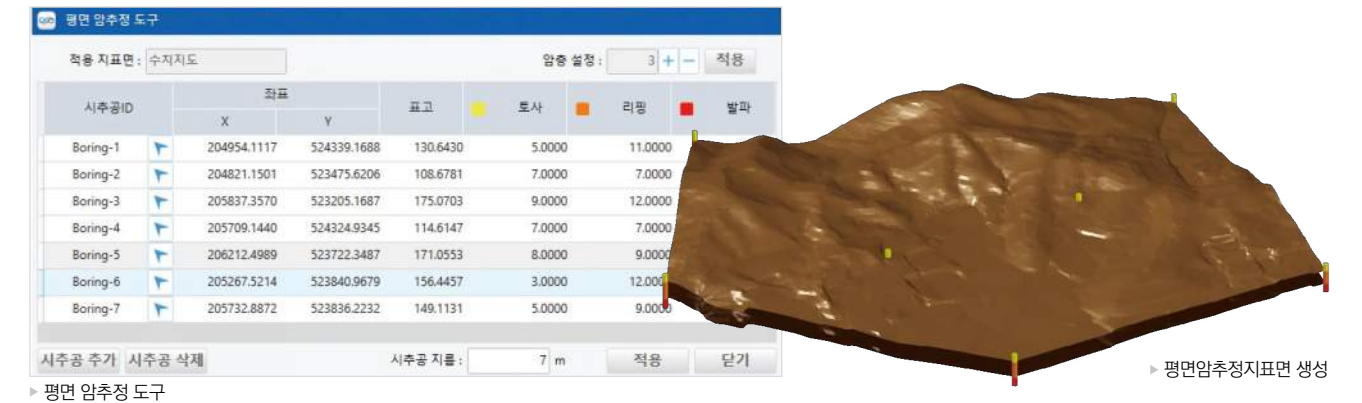 평면 암추정 도구
적용 지표면 : 수치지도 암층 설정 : 3 + − 적용
시추공ID 좌표 표고 토사 리핑 발파
X Y
Boring-1 204954.1117 524339.1688 130.6430 5.0000 11.0000
Boring-2 204821.1501 523475.6206 108.6781 7.0000 7.0000
Boring-3 205837.3570 523205.1687 175.0703 9.0000 12.0000
Boring-4 205709.1440 524324.9345 114.6147 7.0000 7.0000
Boring-5 206212.4989 523722.3487 171.0553 8.0000 9.0000
Boring-6 205267.5214 523840.9679 156.4457 3.0000 12.0000
Boring-7 205732.8872 523836.2232 149.1131 5.0000 9.0000
시추공 추가 시추공 삭제 시추공 지름 : 7 m 적용 닫기
▶ 평면 암추정 도구
▶ 평면암추정지표면 생성